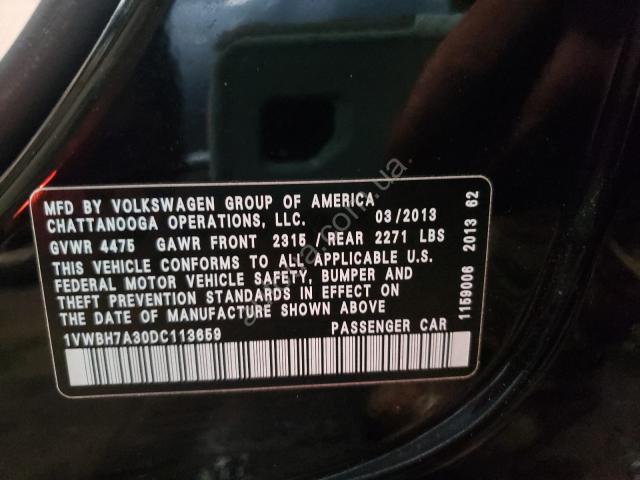 MFD BY VOLKSWAGEN GROUP OF AMERICA
CHATTANOOGA OPERATIONS, LLC. 03/2013
GVWR 4475 GAWR FRONT 2315 REAR 2271 LBS
THIS VEHICLE CONFORMS TO ALL APPLICABLE U.S.
FEDERAL MOTOR VEHICLE SAFETY, BUMPER AND
THEFT PREVENTION STANDARDS IN EFFECT ON
THE DATE OF MANUFACTURE SHOWN ABOVE
1VWBH7A30DC113659 PASSENGER CAR
1159006 2013 62